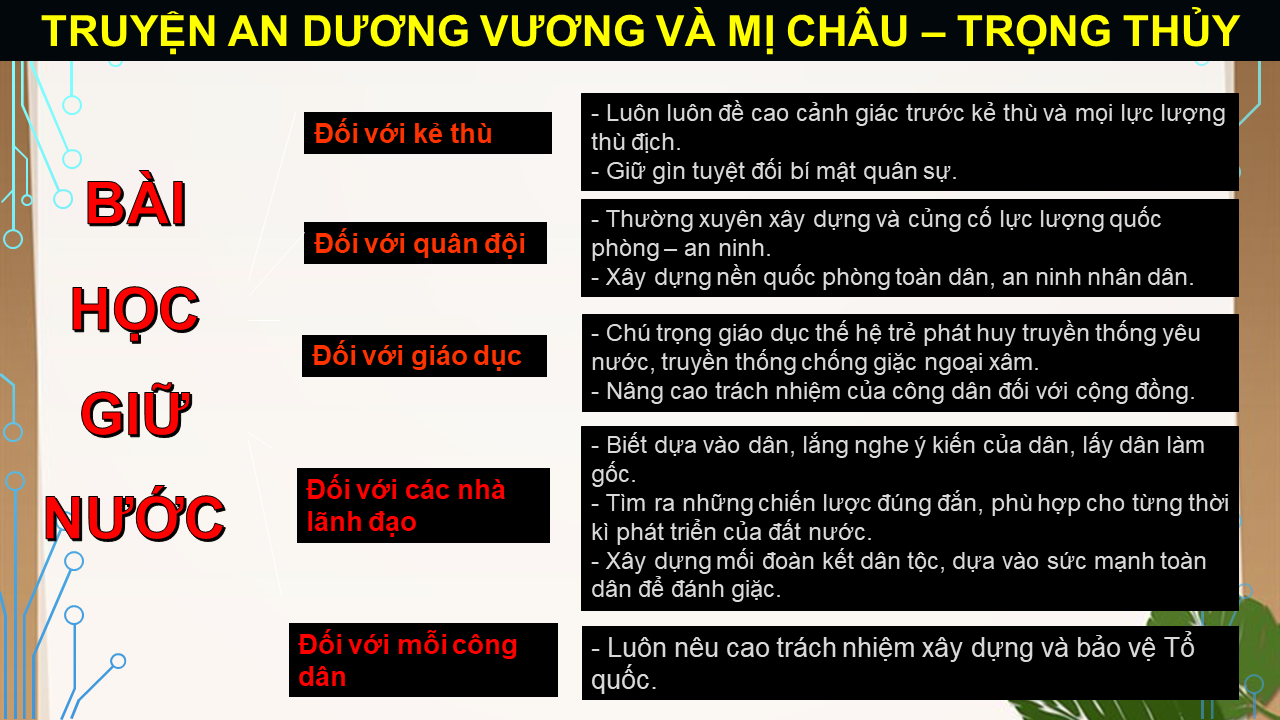 TRUYỆN AN DƯƠNG VƯƠNG VÀ MỊ CHÂU – TRỌNG THỦY
BÀI
HỌC
GIỮ
NƯỚC
Đối với kẻ thù
- Luôn luôn đề cao cảnh giác trước kẻ thù và mọi lực lượng
thù địch.
- Giữ gìn tuyệt đối bí mật quân sự.
Đối với quân đội
- Thường xuyên xây dựng và củng cố lực lượng quốc
phòng – an ninh.
- Xây dựng nền quốc phòng toàn dân, an ninh nhân dân.
Đối với giáo dục
- Chú trọng giáo dục thế hệ trẻ phát huy truyền thống yêu
nước, truyền thống chống giặc ngoại xâm.
- Nâng cao trách nhiệm của công dân đối với cộng đồng.
Đối với các nhà
lãnh đạo
- Biết dựa vào dân, lắng nghe ý kiến của dân, lấy dân làm
gốc.
- Tìm ra những chiến lược đúng đắn, phù hợp cho từng thời
kì phát triển của đất nước.
- Xây dựng mối đoàn kết dân tộc, dựa vào sức mạnh toàn
dân để đánh giặc.
Đối với mỗi công
dân
- Luôn nêu cao trách nhiệm xây dựng và bảo vệ Tổ
quốc.